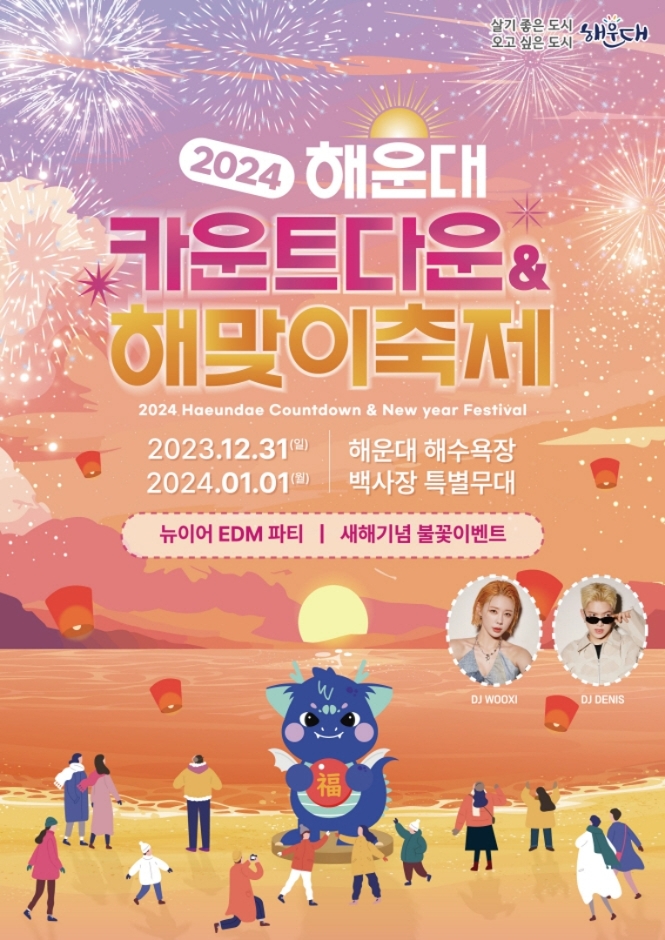 살기 좋은 도시
오고 싶은 도시
해운대
2024 해운대
카운트다운&
해맞이축제
2024 Haeundae Countdown & New year Festival
2023.12.31(일)
2024.01.01(월)
해운대 해수욕장
백사장 특별무대
뉴이어 EDM 파티 | 새해기념 불꽃이벤트
DJ WOOXI
DJ DENIS
福